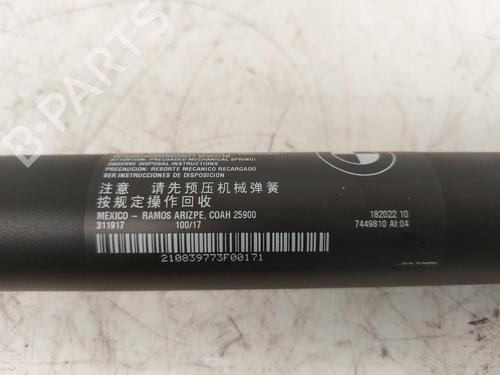 ATTENTION: PRELOADED MECHANICAL SPRING!
OBSERVE DISPOSAL INSTRUCTIONS
PRECAUCION: RESORTE MECANICO RECARGADO
VER INSTRUCCIONES DE DISPOSICION
注意 请先预压机械弹簧
按规定操作回收
MEXICO - RAMOS ARIZPE, COAH 25900
311917 100/17
182022 10
7449810 AI:04
210839773F00171
B-PARTS